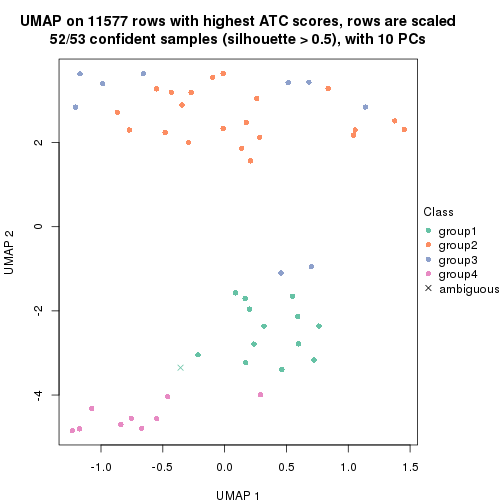 UMAP on 11577 rows with highest ATC scores, rows are scaled
52/53 confident samples (silhouette > 0.5), with 10 PCs
2
0
-2
-4
UMAP 2
-1.0
-0.5
0.0
0.5
1.0
1.5
UMAP 1
Class
group1
group2
group3
group4
ambiguous